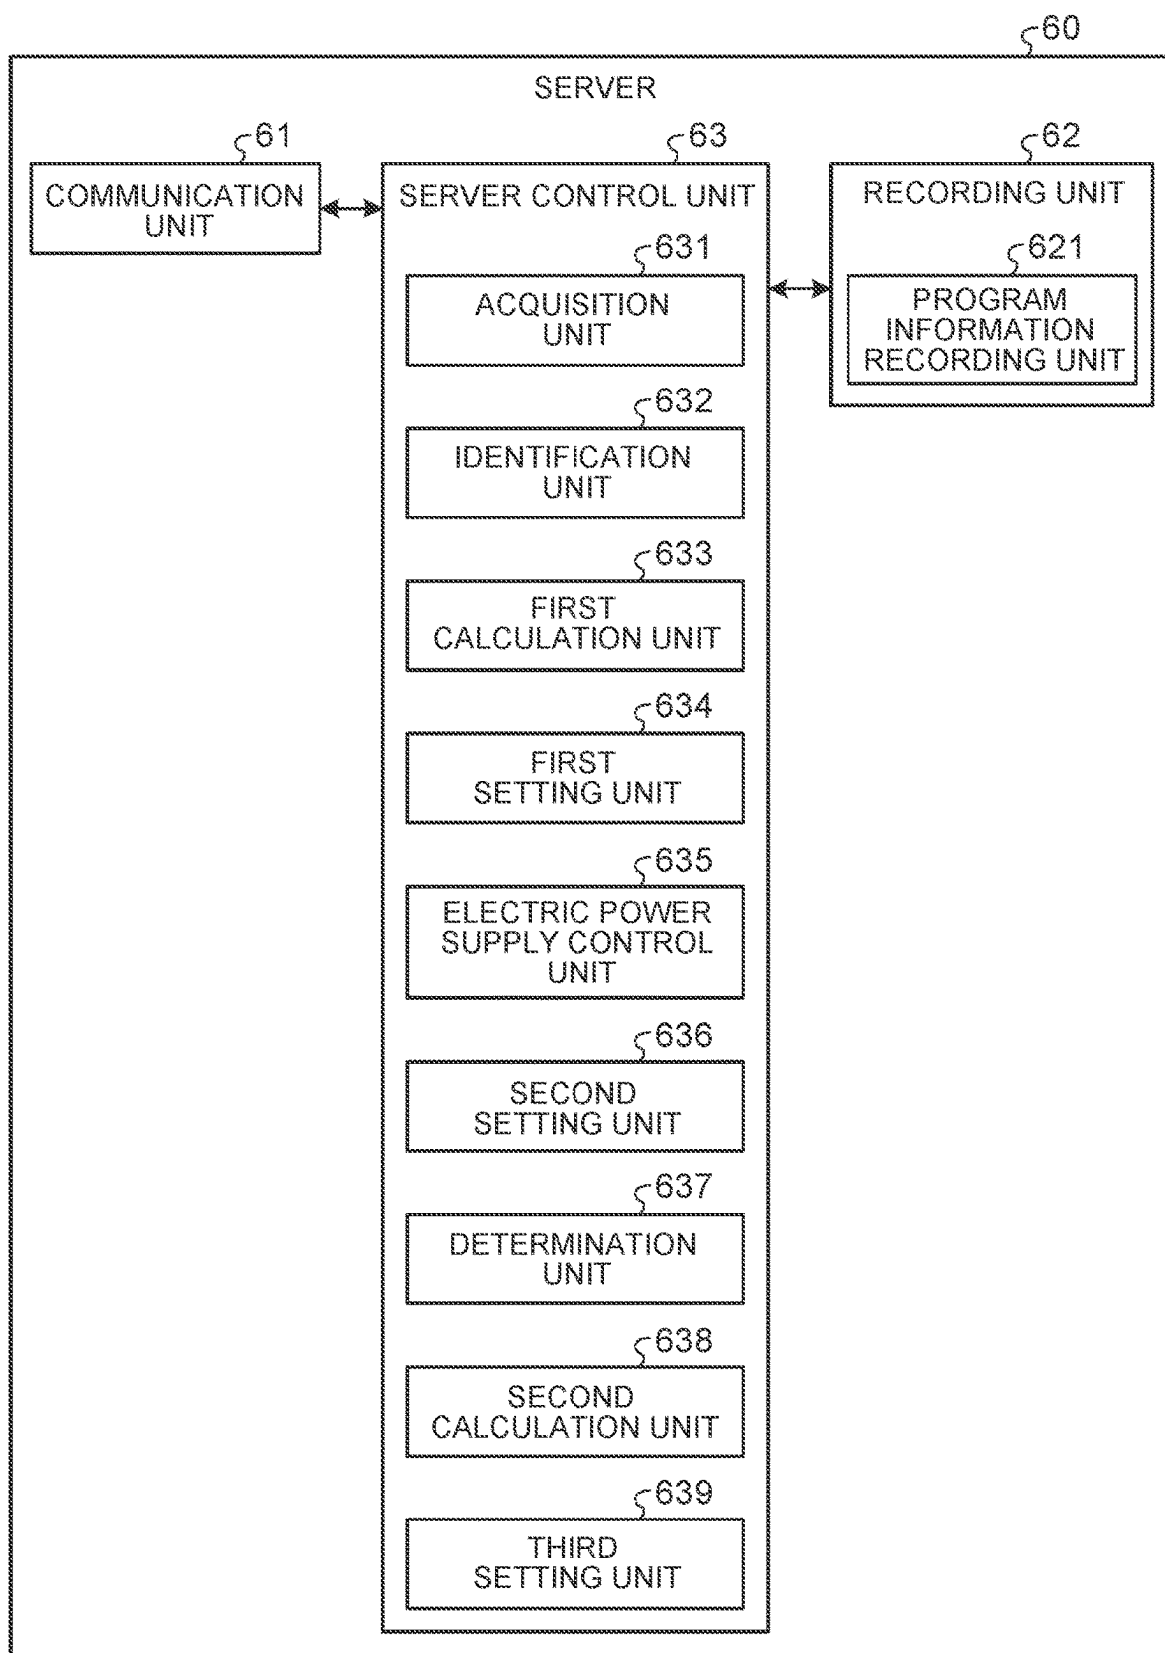 60
SERVER
61
COMMUNICATION
UNIT
63
SERVER CONTROL UNIT
631
ACQUISITION
UNIT
632
IDENTIFICATION
UNIT
633
FIRST
CALCULATION UNIT
634
FIRST
SETTING UNIT
635
ELECTRIC POWER
SUPPLY CONTROL
UNIT
636
SECOND
SETTING UNIT
637
DETERMINATION
UNIT
638
SECOND
CALCULATION UNIT
639
THIRD
SETTING UNIT
62
RECORDING UNIT
621
PROGRAM
INFORMATION
RECORDING UNIT